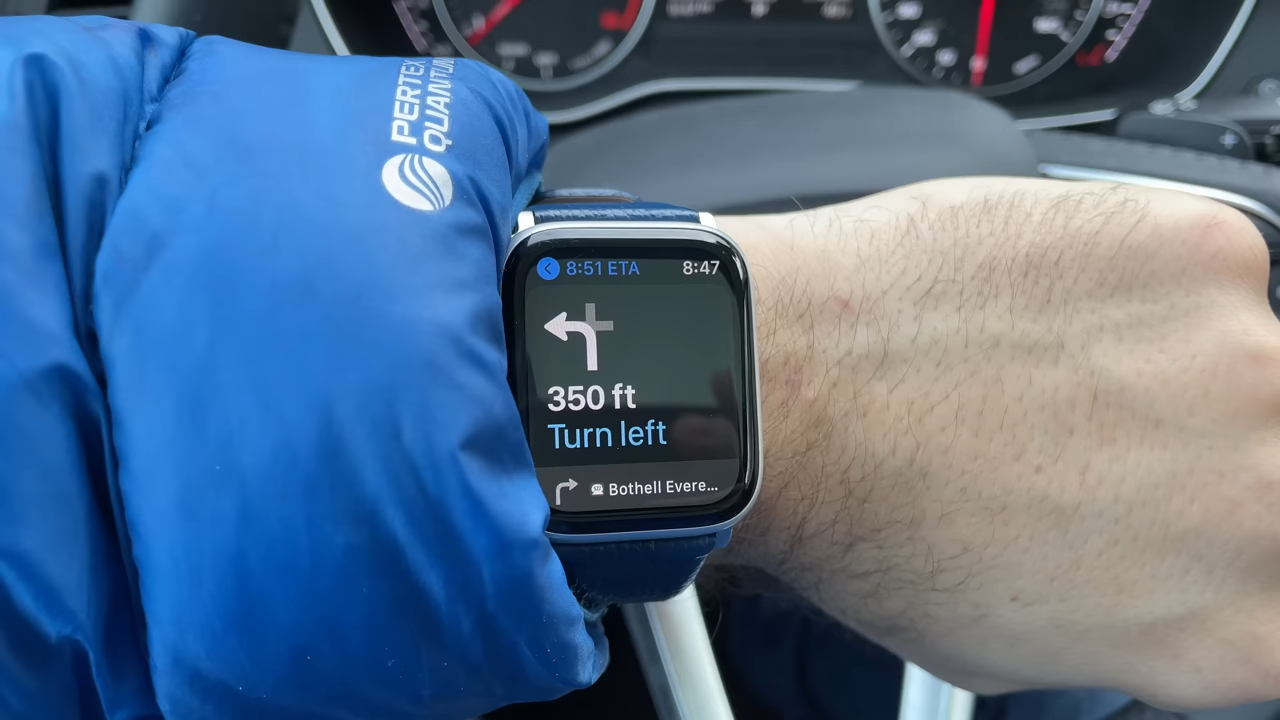 PERTEX
QUANTUM
8:51 ETA
8:47
350 ft
Turn left
Bothell Evere...